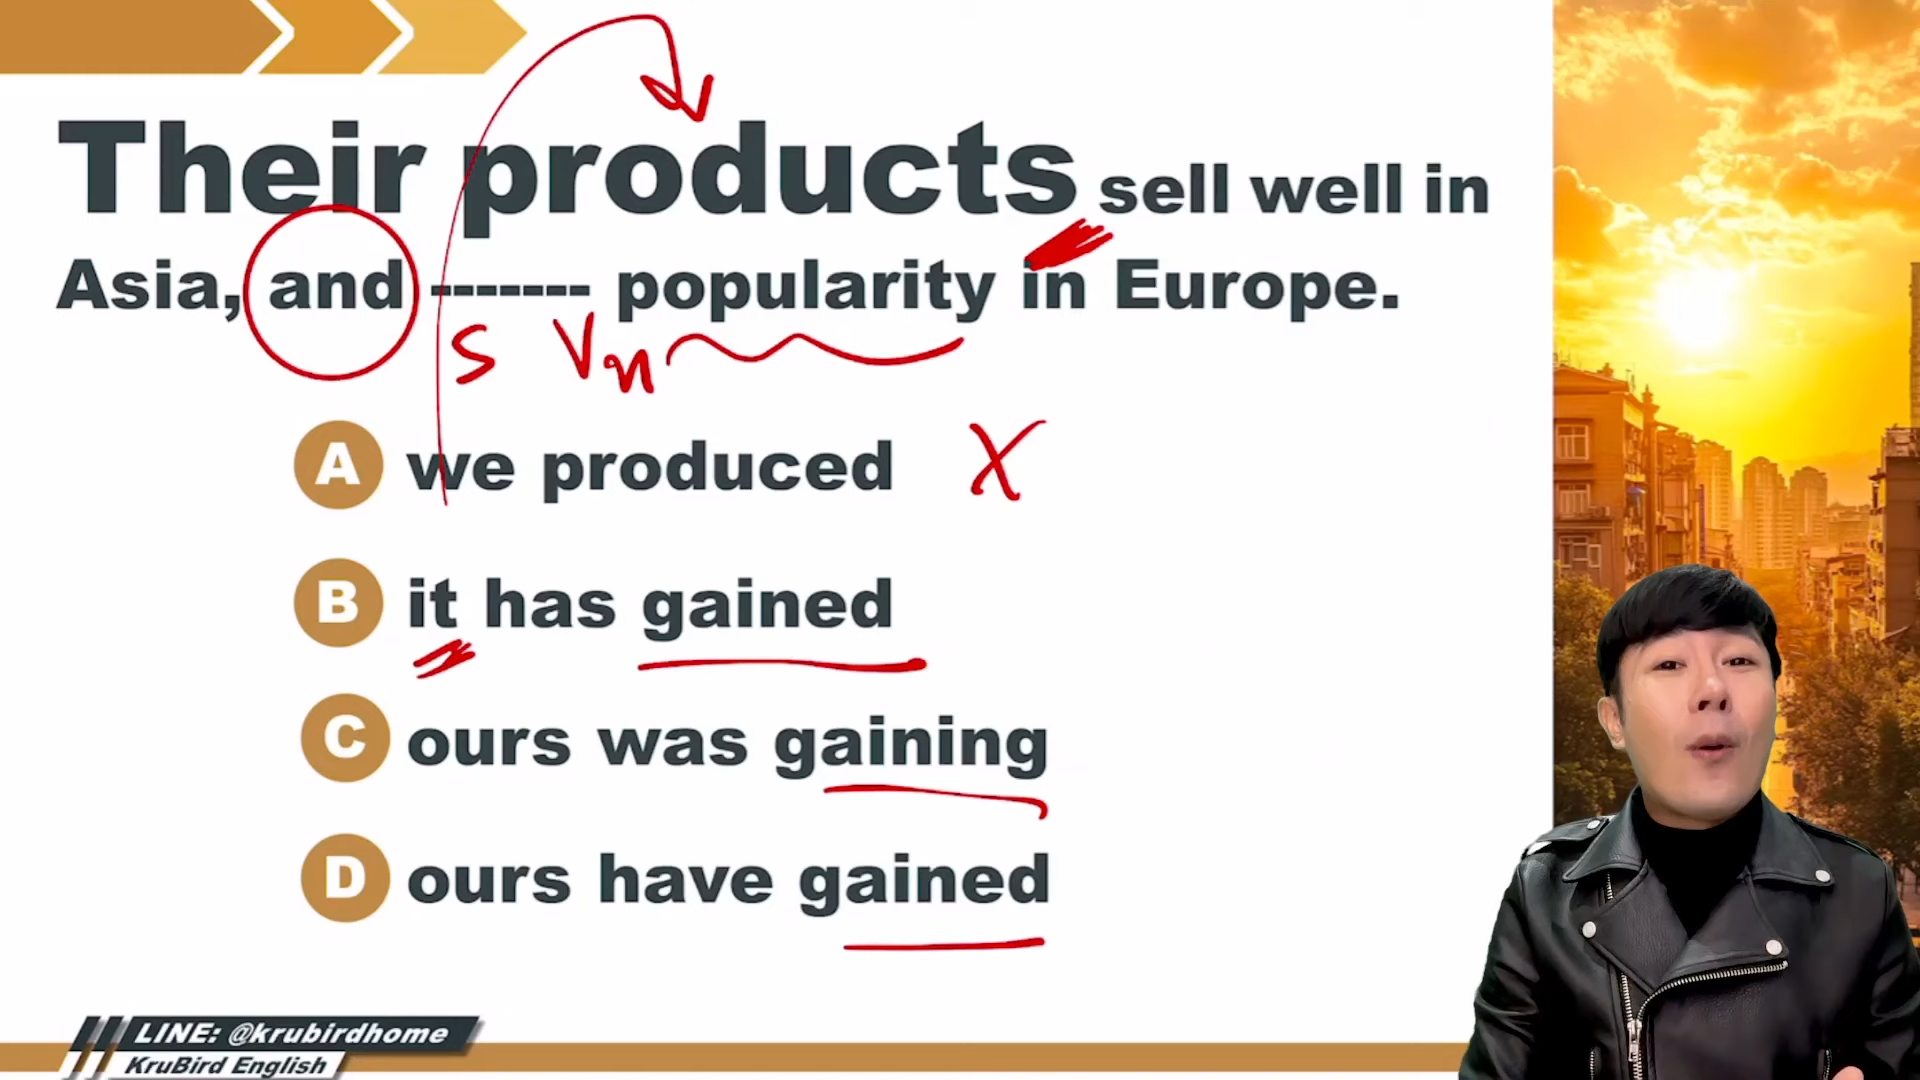 Their products sell well in
Asia, and ------- popularity in Europe.
S Vn
A we produced X
B it has gained
C ours was gaining
D ours have gained
LINE: @krubirdhome
KruBird English